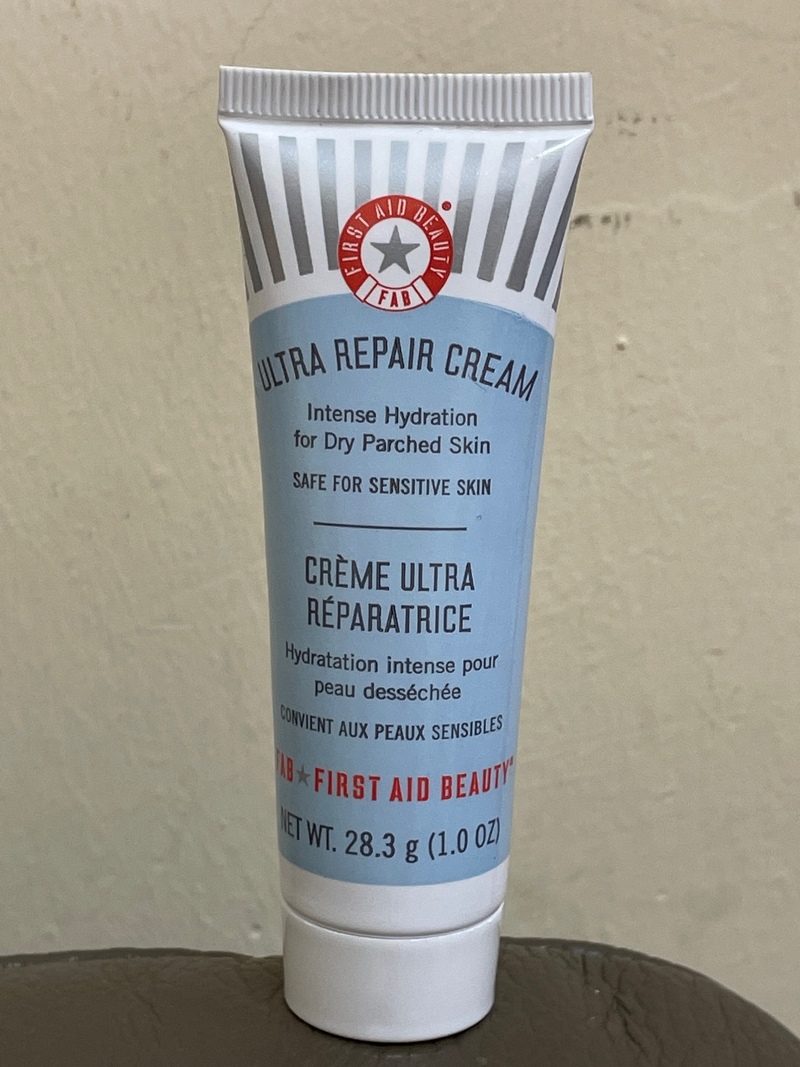 FIRST AID BEAUTY
FAB
ULTRA REPAIR CREAM
Intense Hydration
for Dry Parched Skin
SAFE FOR SENSITIVE SKIN
CRÈME ULTRA
RÉPARATRICE
Hydratation intense pour
peau desséchée
CONVIENT AUX PEAUX SENSIBLES
FAB★FIRST AID BEAUTY®
NET WT. 28.3 g (1.0 OZ)